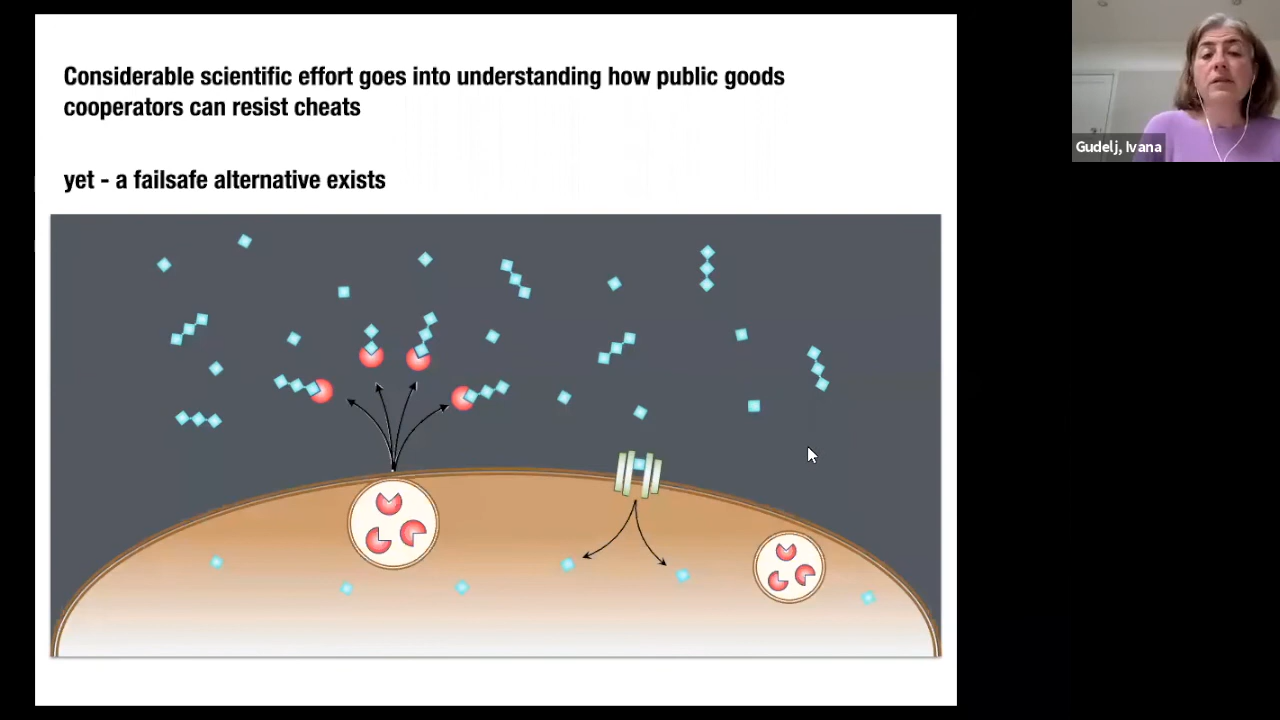 Considerable scientific effort goes into understanding how public goods
cooperators can resist cheats
yet - a failsafe alternative exists
Gudelj, Ivana